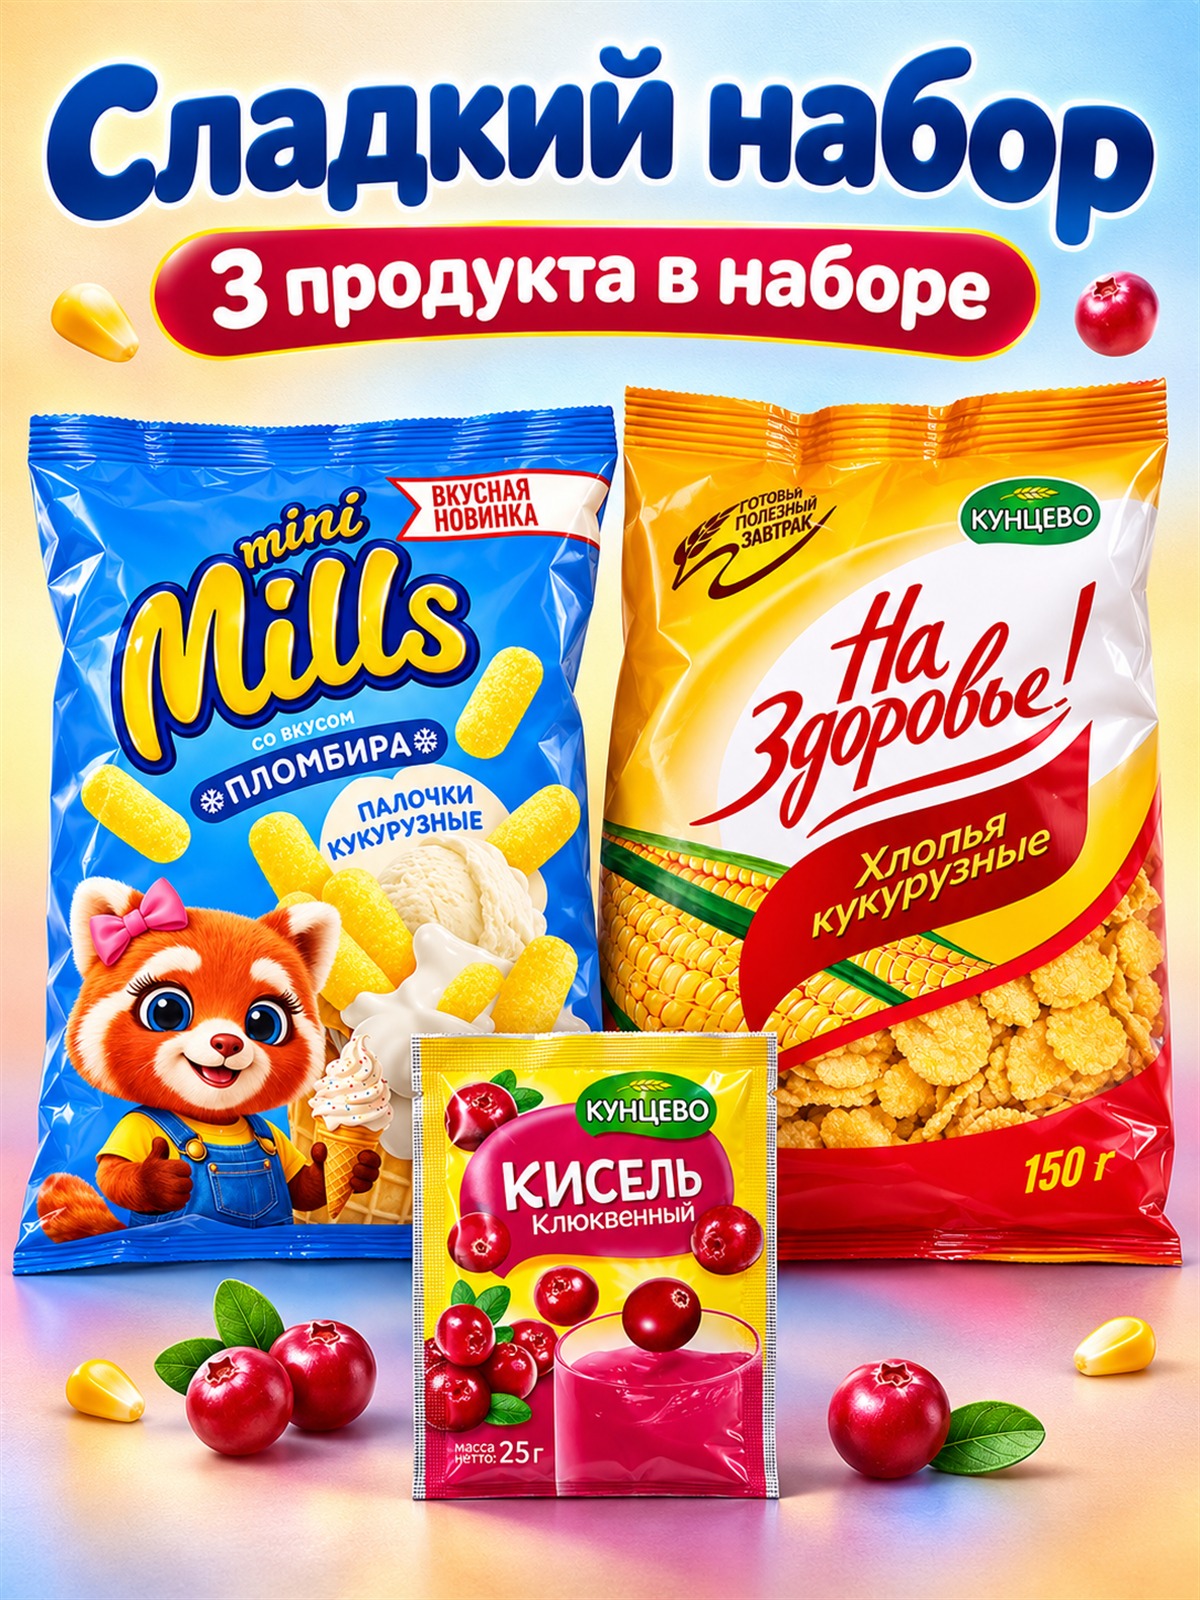 Сладкий набор
3 продукта в наборе
ВКУСНАЯ
НОВИНКА
mini
Mills
СО ВКУСОМ
ПЛОМБИРА
ПАЛОЧКИ
КУКУРУЗНЫЕ
ГОТОВЫЙ
ПОЛЕЗНЫЙ
ЗАВТРАК
КУНЦЕВО
На
Здоровье!
Хлопья
кукурузные
150 г
КУНЦЕВО
КИСЕЛЬ
Клюквенный
масса
нетто: 25 г